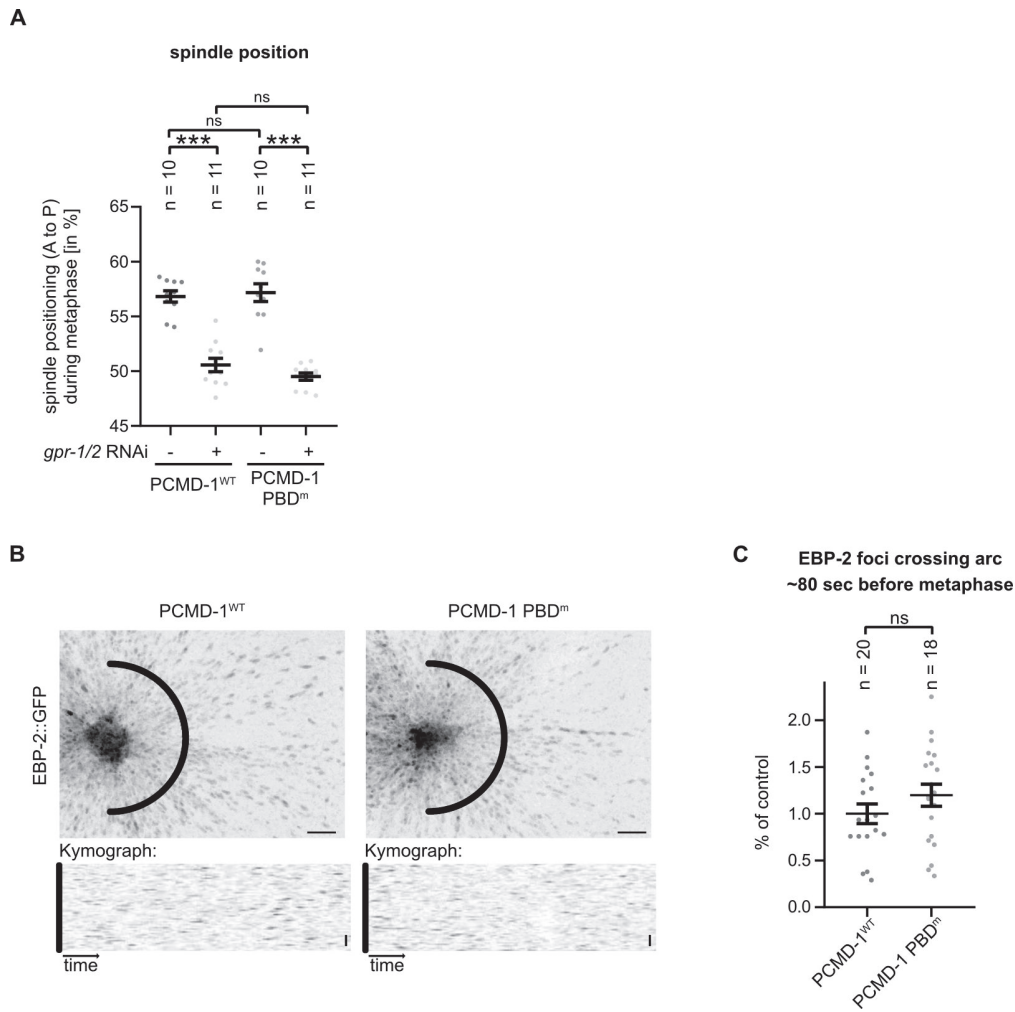 A
spindle position
ns
ns
*** ***
n = 10 n = 11 n = 10 n = 11
spindle positioning (A to P)
during metaphase [in %]
65
60
55
50
45
gpr-1/2 RNAi - + - +
PCMD-1ᵂᵀ PCMD-1
PBDᵐ
B
PCMD-1ᵂᵀ PCMD-1 PBDᵐ
EBP-2::GFP
Kymograph: Kymograph:
time time
C
EBP-2 foci crossing arc
~80 sec before metaphase
ns
n = 20 n = 18
% of control
2.0
1.5
1.0
0.5
0.0
PCMD-1ᵂᵀ
PCMD-1 PBDᵐ